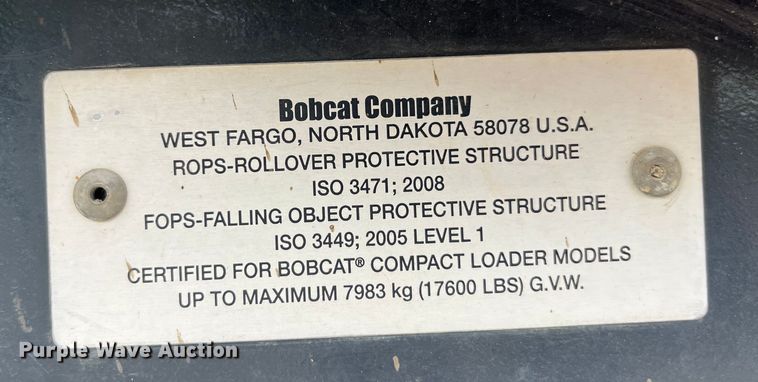 Bobcat Company
WEST FARGO, NORTH DAKOTA 58078 U.S.A.
ROPS-ROLLOVER PROTECTIVE STRUCTURE
ISO 3471; 2008
FOPS-FALLING OBJECT PROTECTIVE STRUCTURE
ISO 3449; 2005 LEVEL 1
CERTIFIED FOR BOBCAT® COMPACT LOADER MODELS
UP TO MAXIMUM 7983 kg (17600 LBS) G.V.W.
Purple Wave Auction